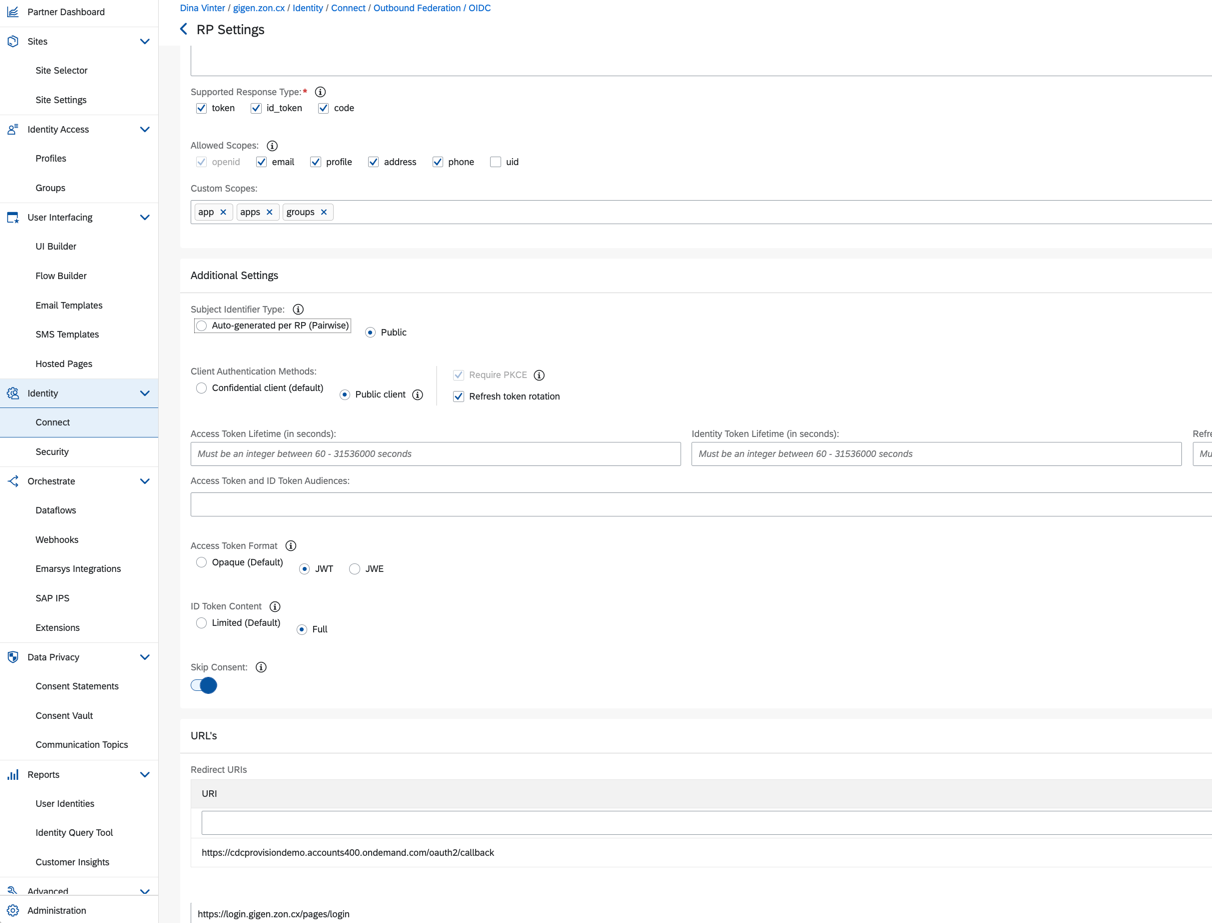 Partner Dashboard
Sites
Site Selector
Site Settings
Identity Access
Profiles
Groups
User Interfacing
UI Builder
Flow Builder
Email Templates
SMS Templates
Hosted Pages
Identity
Connect
Security
Orchestrate
Dataflows
Webhooks
Emarsys Integrations
SAP IPS
Extensions
Data Privacy
Consent Statements
Consent Vault
Communication Topics
Reports
User Identities
Identity Query Tool
Customer Insights
Advanced
Administration
Dina Vinter / gigen.zon.cx / Identity / Connect / Outbound Federation / OIDC
RP Settings
Supported Response Type:*
token id_token code
Allowed Scopes:
openid email profile address phone uid
Custom Scopes:
app apps groups
Additional Settings
Subject Identifier Type:
Auto-generated per RP (Pairwise) Public
Client Authentication Methods:
Confidential client (default) Public client
Require PKCE
Refresh token rotation
Access Token Lifetime (in seconds): Identity Token Lifetime (in seconds): Refre
Must be an integer between 60 - 31536000 seconds Must be an integer between 60 - 31536000 seconds Mu
Access Token and ID Token Audiences:
Access Token Format
Opaque (Default) JWT JWE
ID Token Content
Limited (Default) Full
Skip Consent:
URL's
Redirect URIs
URI
https://cdcprovisiondemo.accounts400.ondemand.com/oauth2/callback
https://login.gigen.zon.cx/pages/login